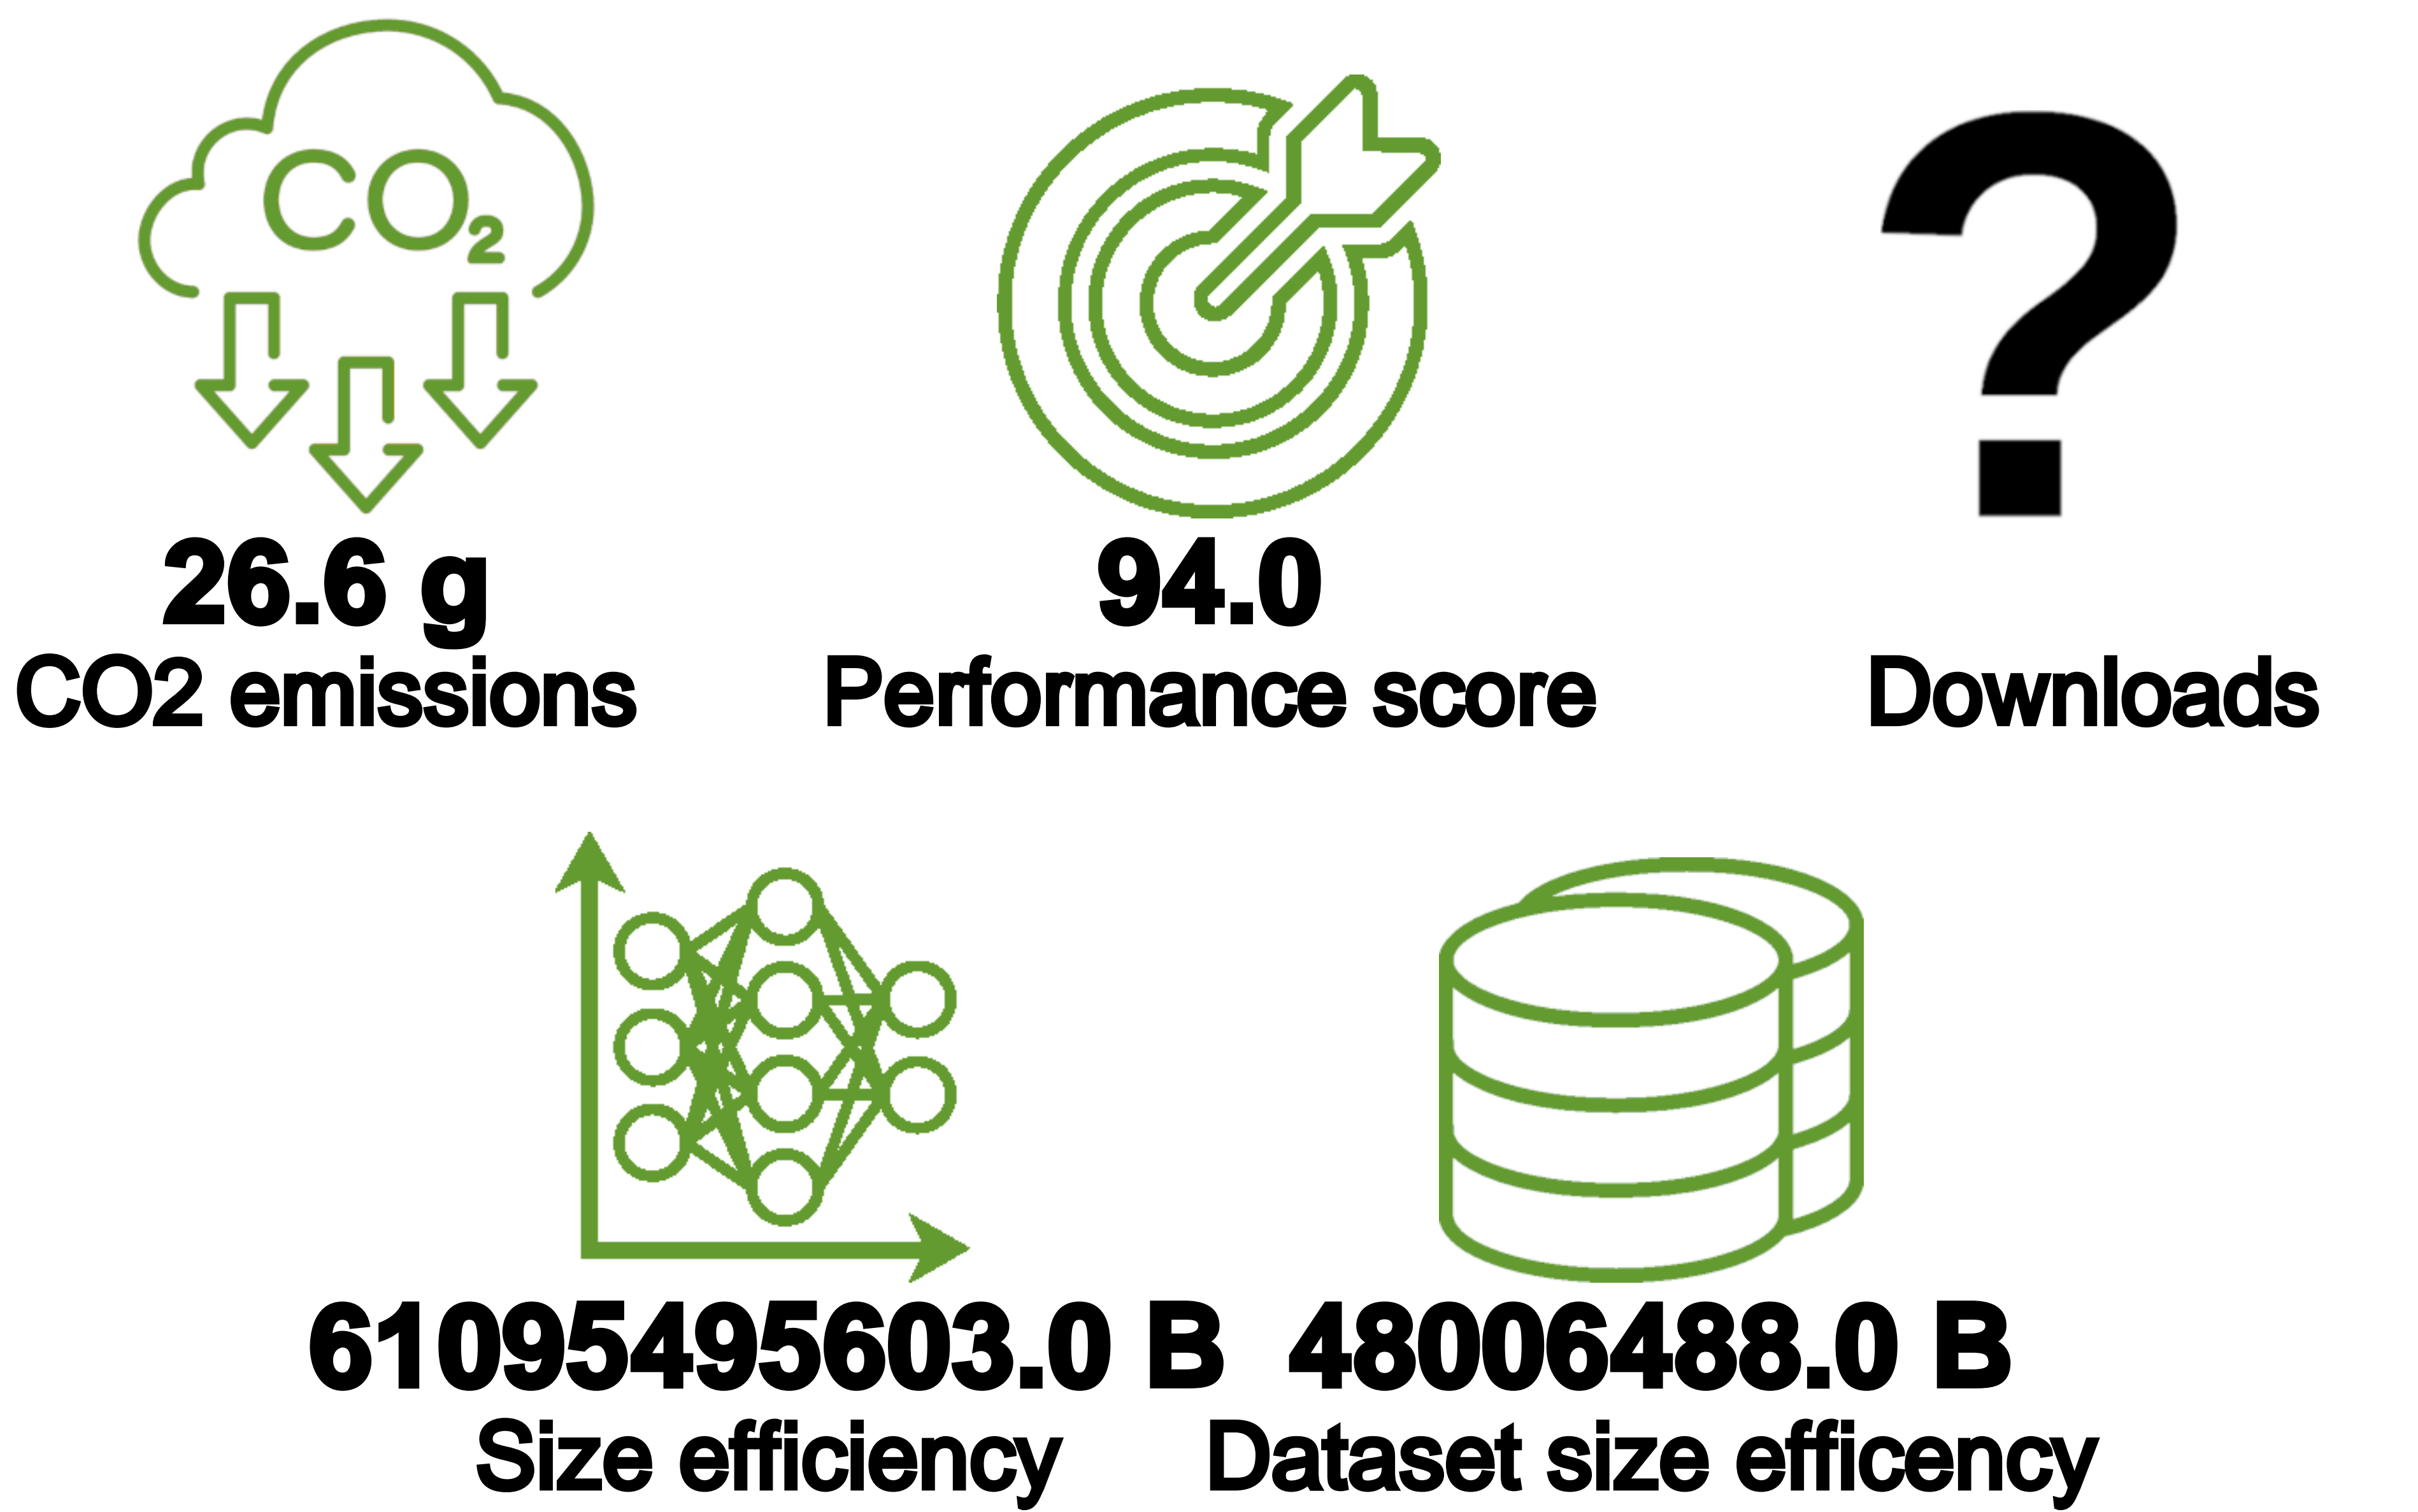 CO2
?
26.6 g
94.0
CO2 emissions
Performance score
Downloads
61095495603.0 B
48006488.0 B
Size efficiency
Dataset size efficency